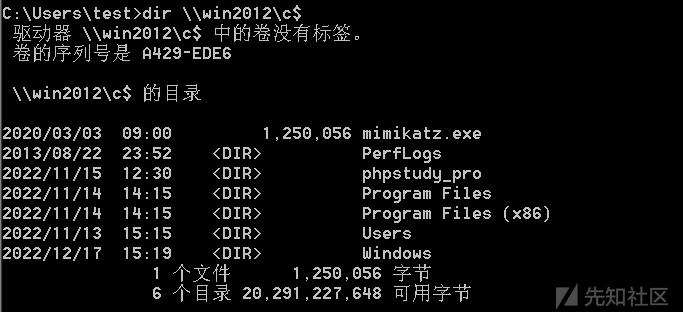 C:\Users\test>dir \\win2012\c$
驱动器 \\win2012\c$ 中的卷没有标签。
卷的序列号是 A429-EDE6
\\win2012\c$ 的目录
2020/03/03  09:00         1,250,056 mimikatz.exe
2013/08/22  23:52    <DIR>          PerfLogs
2022/11/15  12:30    <DIR>          phpstudy_pro
2022/11/14  14:15    <DIR>          Program Files
2022/11/14  14:15    <DIR>          Program Files (x86)
2022/11/13  15:15    <DIR>          Users
2022/12/17  15:19    <DIR>          Windows
1 个文件      1,250,056 字节
6 个目录 20,291,227,648 可用字节
先知社区